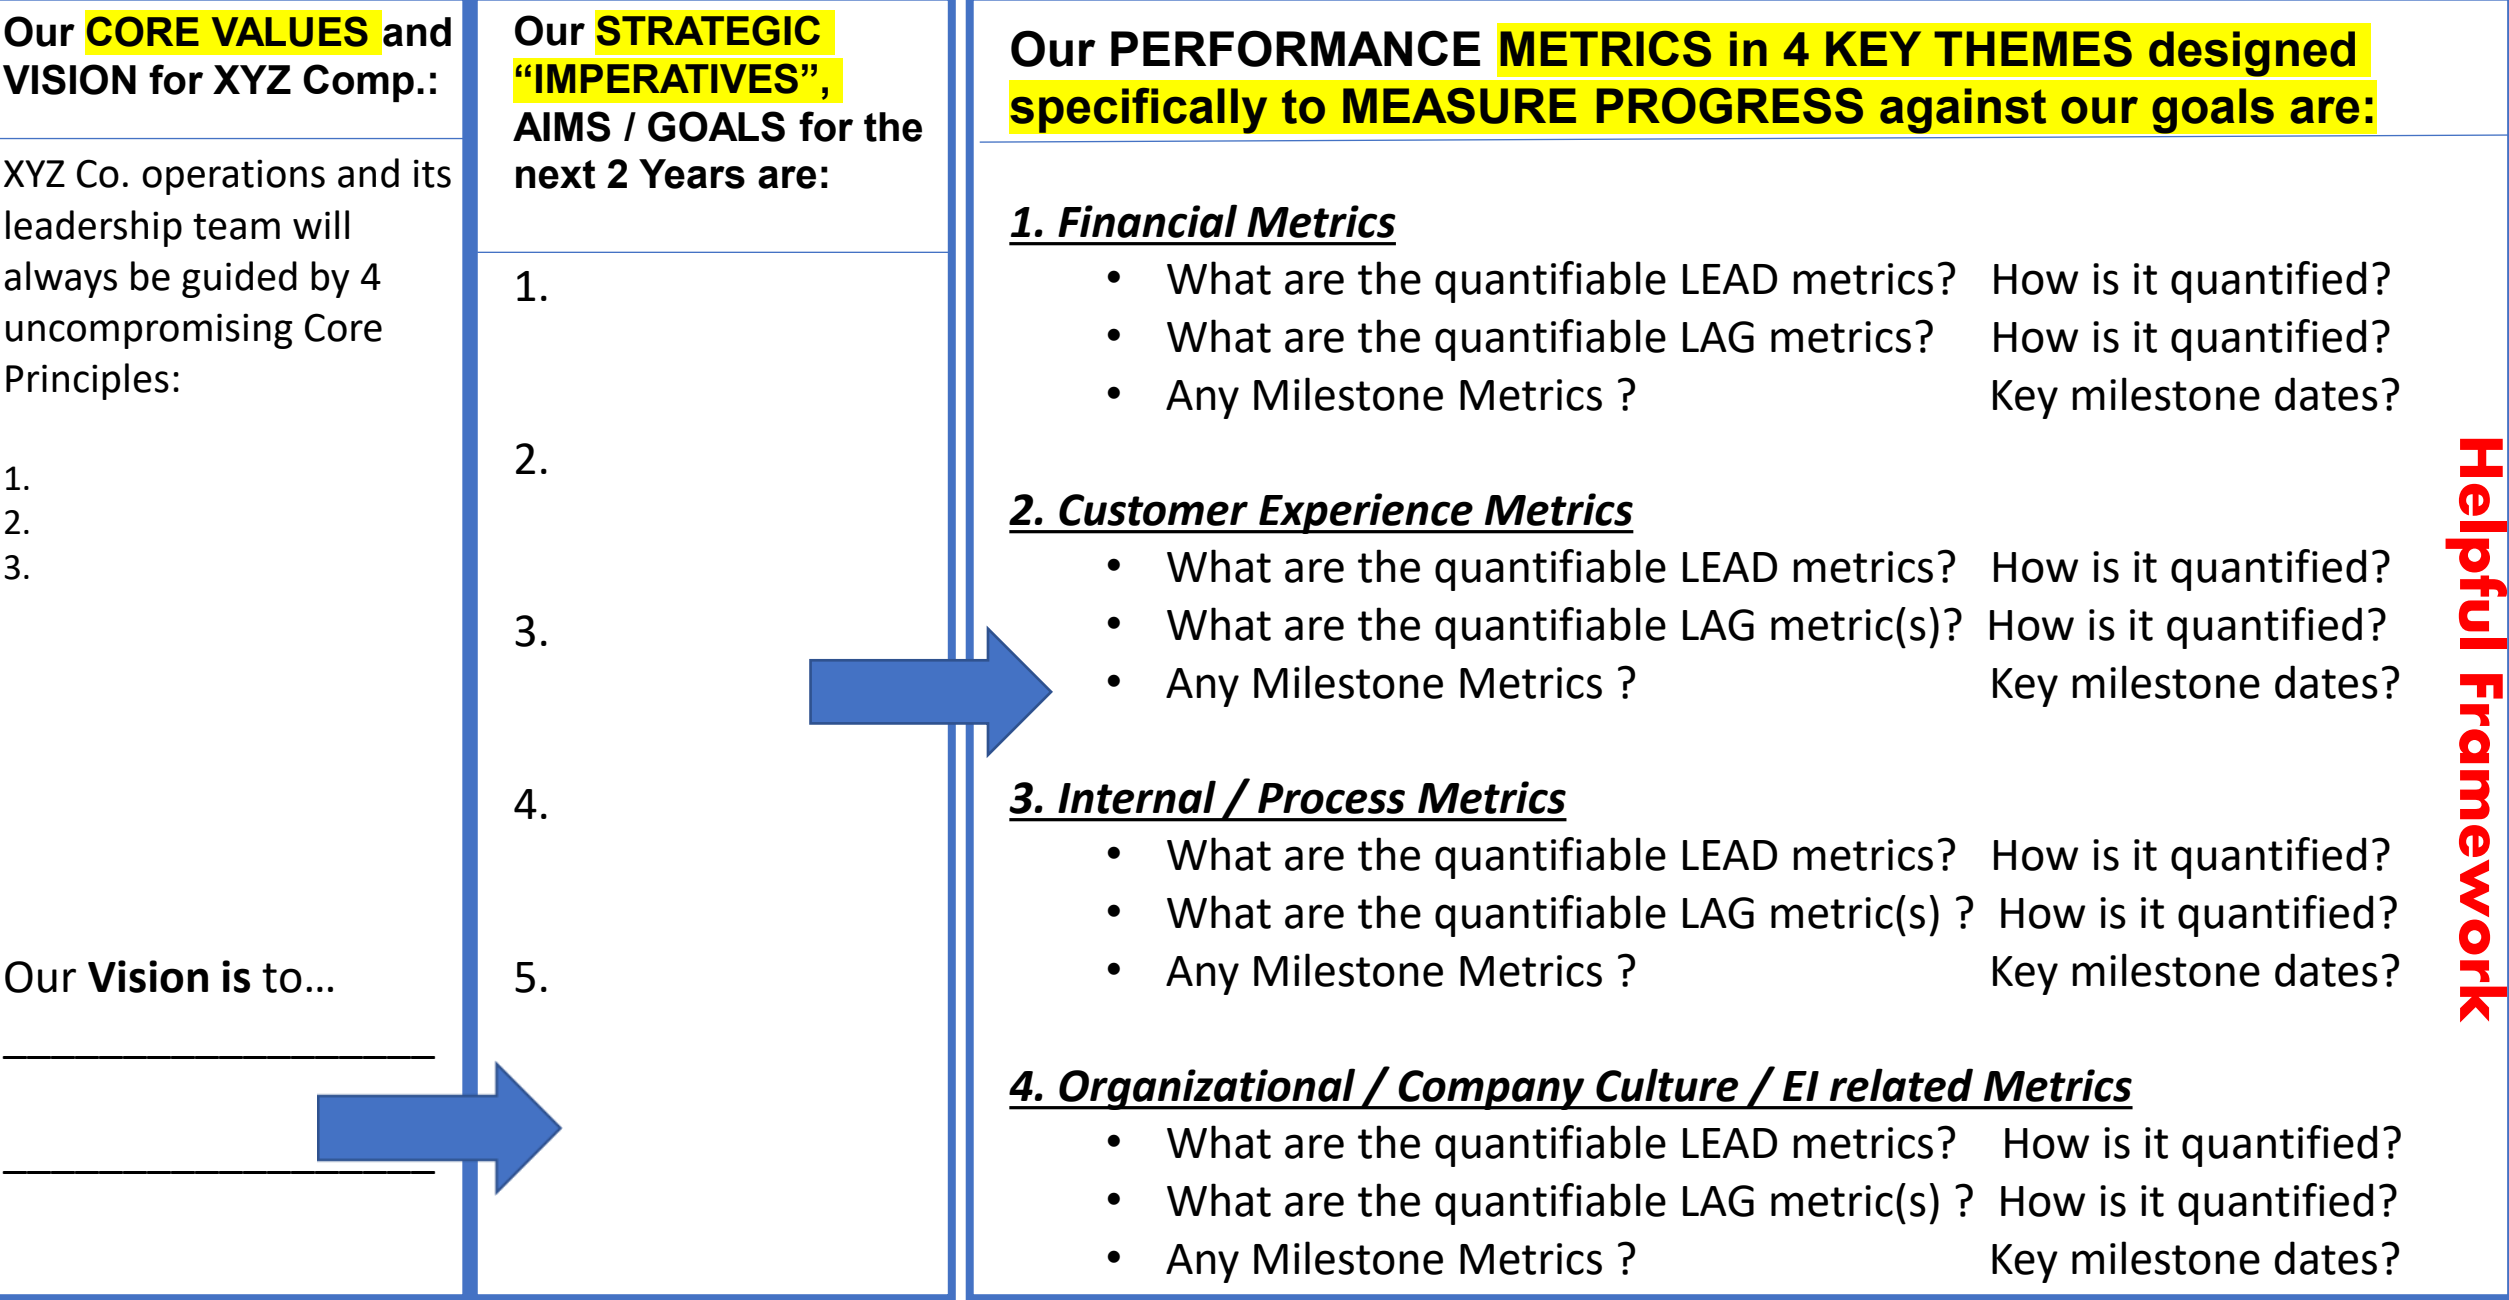 Our CORE VALUES and
VISION for XYZ Comp.:
XYZ Co. operations and its
leadership team will
always be guided by 4
uncompromising Core
Principles:
1.
2.
3.
Our Vision is to…
__________________
__________________
Our STRATEGIC
“IMPERATIVES”,
AIMS / GOALS for the
next 2 Years are:
1.
2.
3.
4.
5.
Our PERFORMANCE METRICS in 4 KEY THEMES designed
specifically to MEASURE PROGRESS against our goals are:
1. Financial Metrics
• What are the quantifiable LEAD metrics? How is it quantified?
• What are the quantifiable LAG metrics? How is it quantified?
• Any Milestone Metrics ? Key milestone dates?
2. Customer Experience Metrics
• What are the quantifiable LEAD metrics? How is it quantified?
• What are the quantifiable LAG metric(s)? How is it quantified?
• Any Milestone Metrics ? Key milestone dates?
3. Internal / Process Metrics
• What are the quantifiable LEAD metrics? How is it quantified?
• What are the quantifiable LAG metric(s) ? How is it quantified?
• Any Milestone Metrics ? Key milestone dates?
4. Organizational / Company Culture / EI related Metrics
• What are the quantifiable LEAD metrics? How is it quantified?
• What are the quantifiable LAG metric(s) ? How is it quantified?
• Any Milestone Metrics ? Key milestone dates?
Helpful Framework